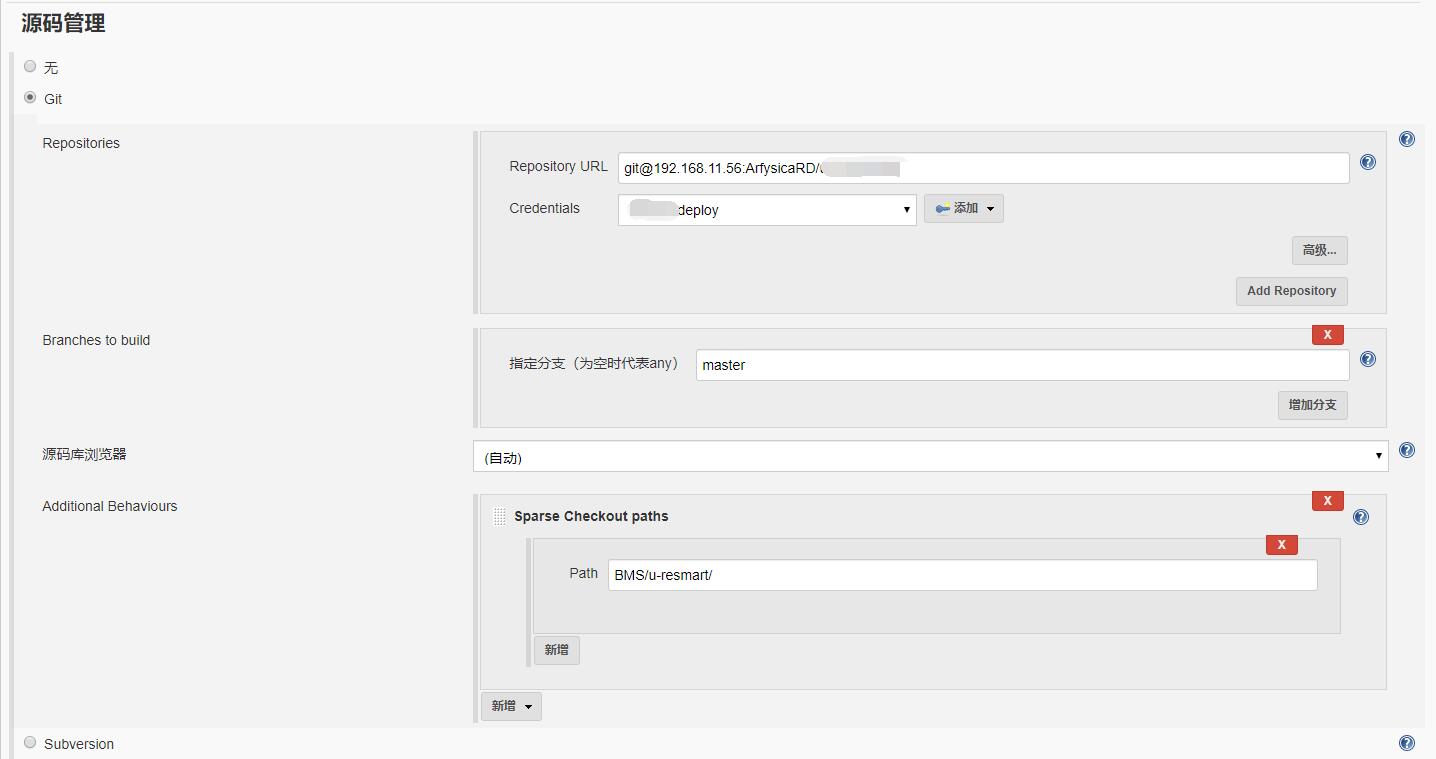 源码管理
无
Git
Repositories
Repository URL git@192.168.11.56:ArfysicaRD/
Credentials deploy 添加
高级...
Add Repository
Branches to build
X
指定分支（为空时代表any） master
增加分支
源码库浏览器 (自动)
Additional Behaviours
X
Sparse Checkout paths
X
Path BMS/u-resmart/
新增
新增
Subversion